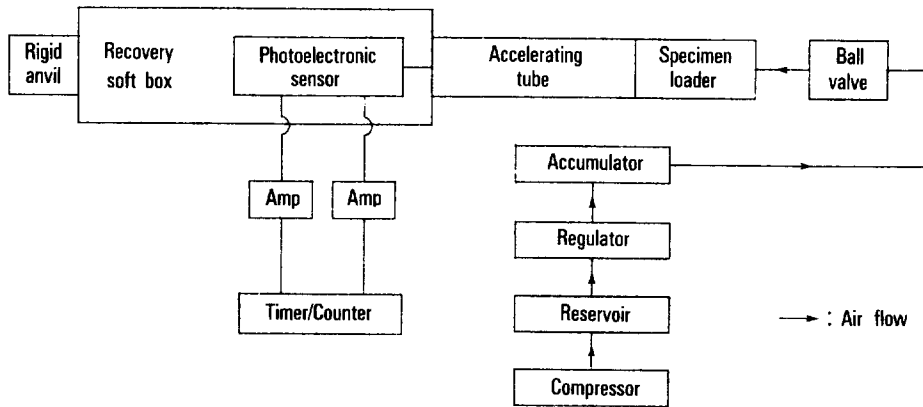 Rigid
anvil
Recovery
soft box
Photoelectronic
sensor
Accelerating
tube
Specimen
loader
Ball
valve
Accumulator
Amp
Amp
Regulator
Timer/Counter
Reservoir
: Air flow
Compressor